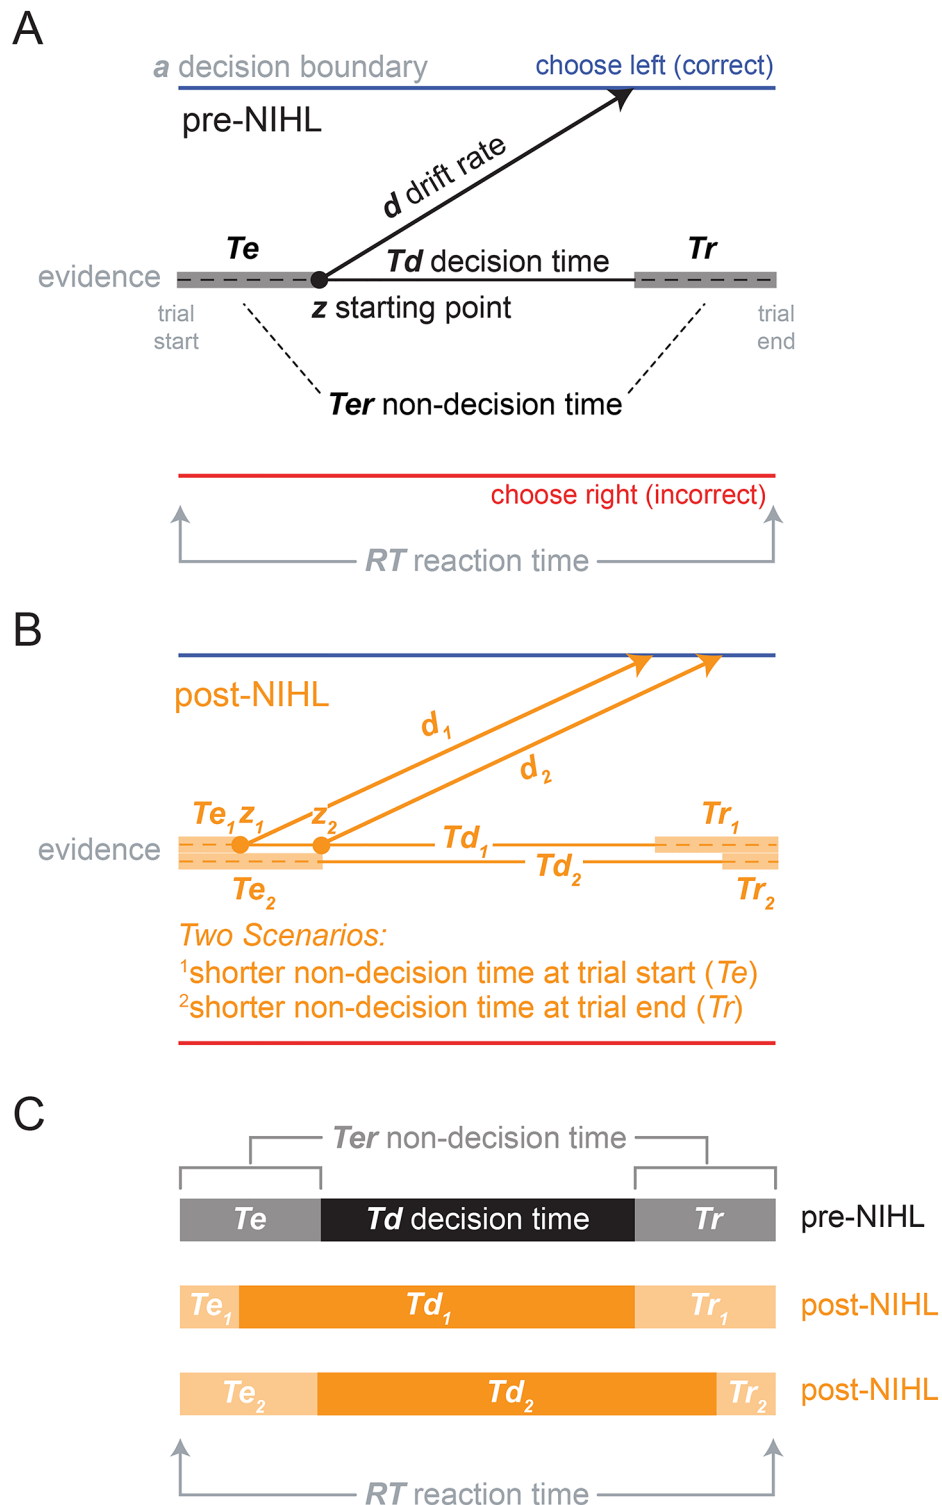 A
a decision boundary
choose left (correct)
pre-NIHL
d drift rate
Te
Td decision time
Tr
evidence
z starting point
trial start
trial end
Ter non-decision time
choose right (incorrect)
RT reaction time
B
post-NIHL
d1
d2
Te1 z1
z2
Tr1
evidence
Td1
Td2
Te2
Tr2
Two Scenarios:
1shorter non-decision time at trial start (Te)
2shorter non-decision time at trial end (Tr)
C
Ter non-decision time
Te
Td decision time
Tr
pre-NIHL
Te1
Td1
Tr1
post-NIHL
Te2
Td2
Tr2
post-NIHL
RT reaction time